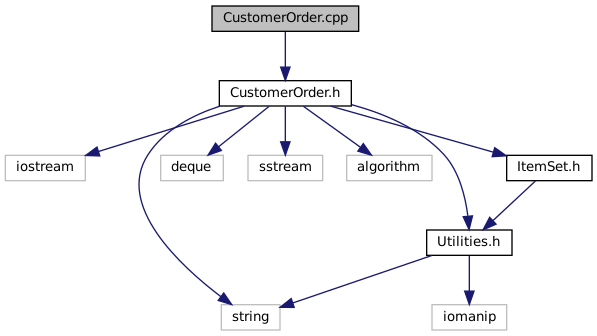 CustomerOrder.cpp
CustomerOrder.h
iostream
deque
sstream
algorithm
ItemSet.h
Utilities.h
string
iomanip